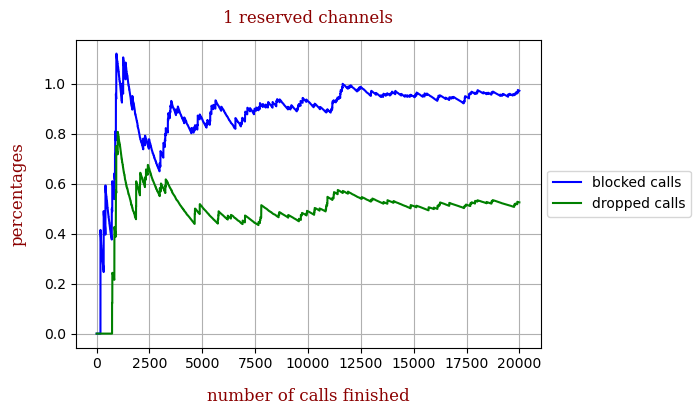 1 reserved channels
percentages
1.0
0.8
0.6
0.4
0.2
0.0
0 2500 5000 7500 10000 12500 15000 17500 20000
number of calls finished
blocked calls
dropped calls